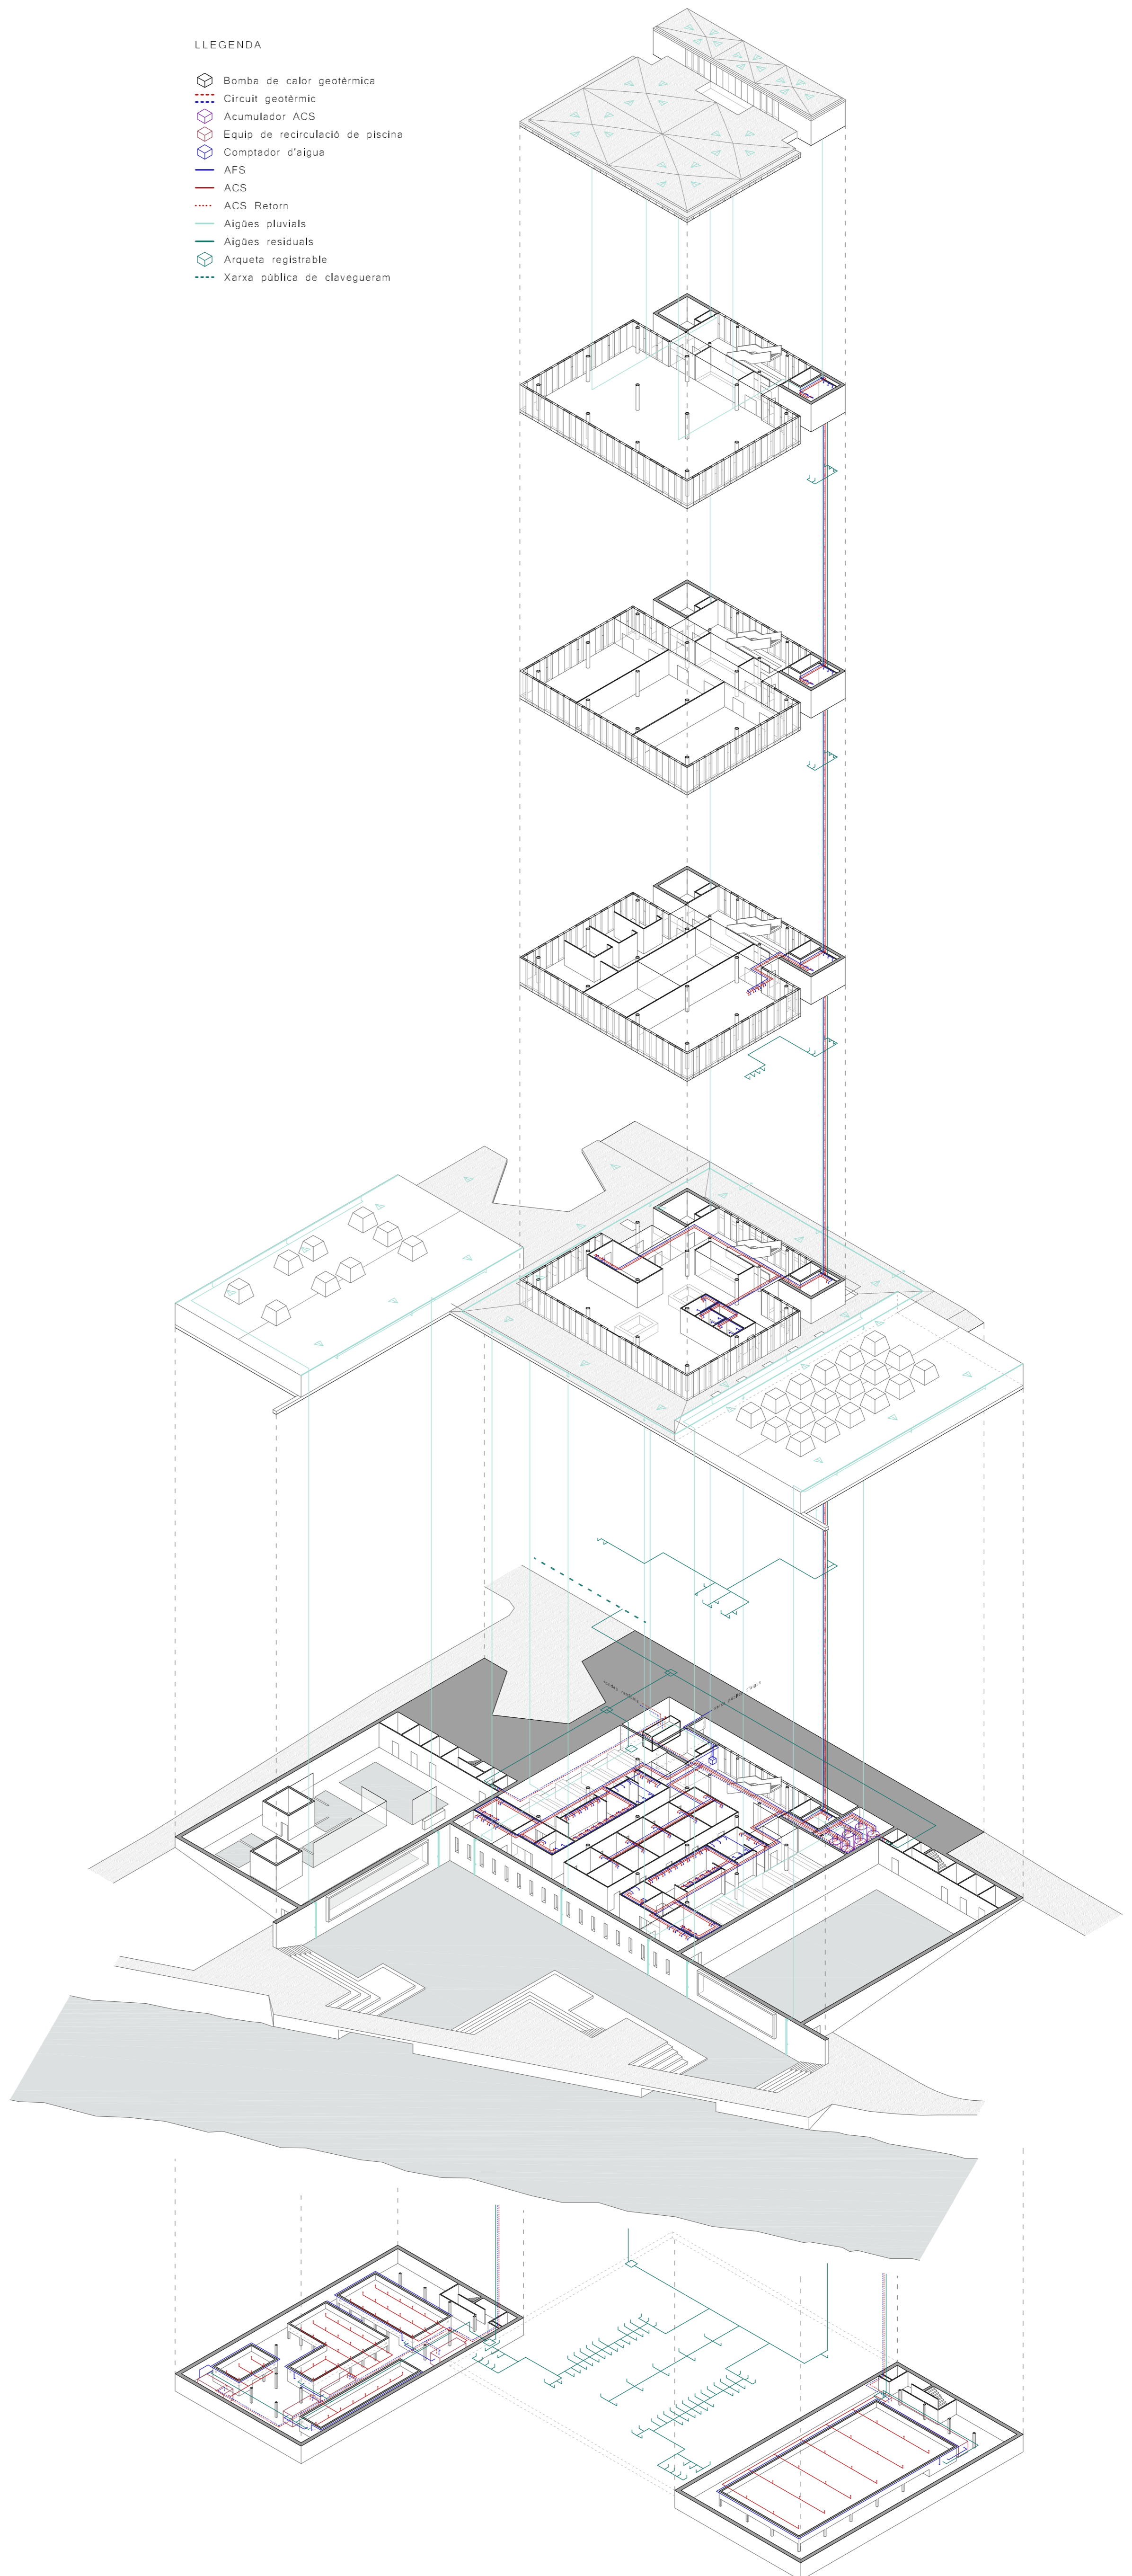 LLEGENDA
Bomba de calor geotèrmica
Circuit geotèrmic
Acumulador ACS
Equip de recirculació de piscina
Comptador d'aigua
AFS
ACS
ACS Retorn
Aigües pluvials
Aigües residuals
Arqueta registrable
Xarxa pública de clavegueram